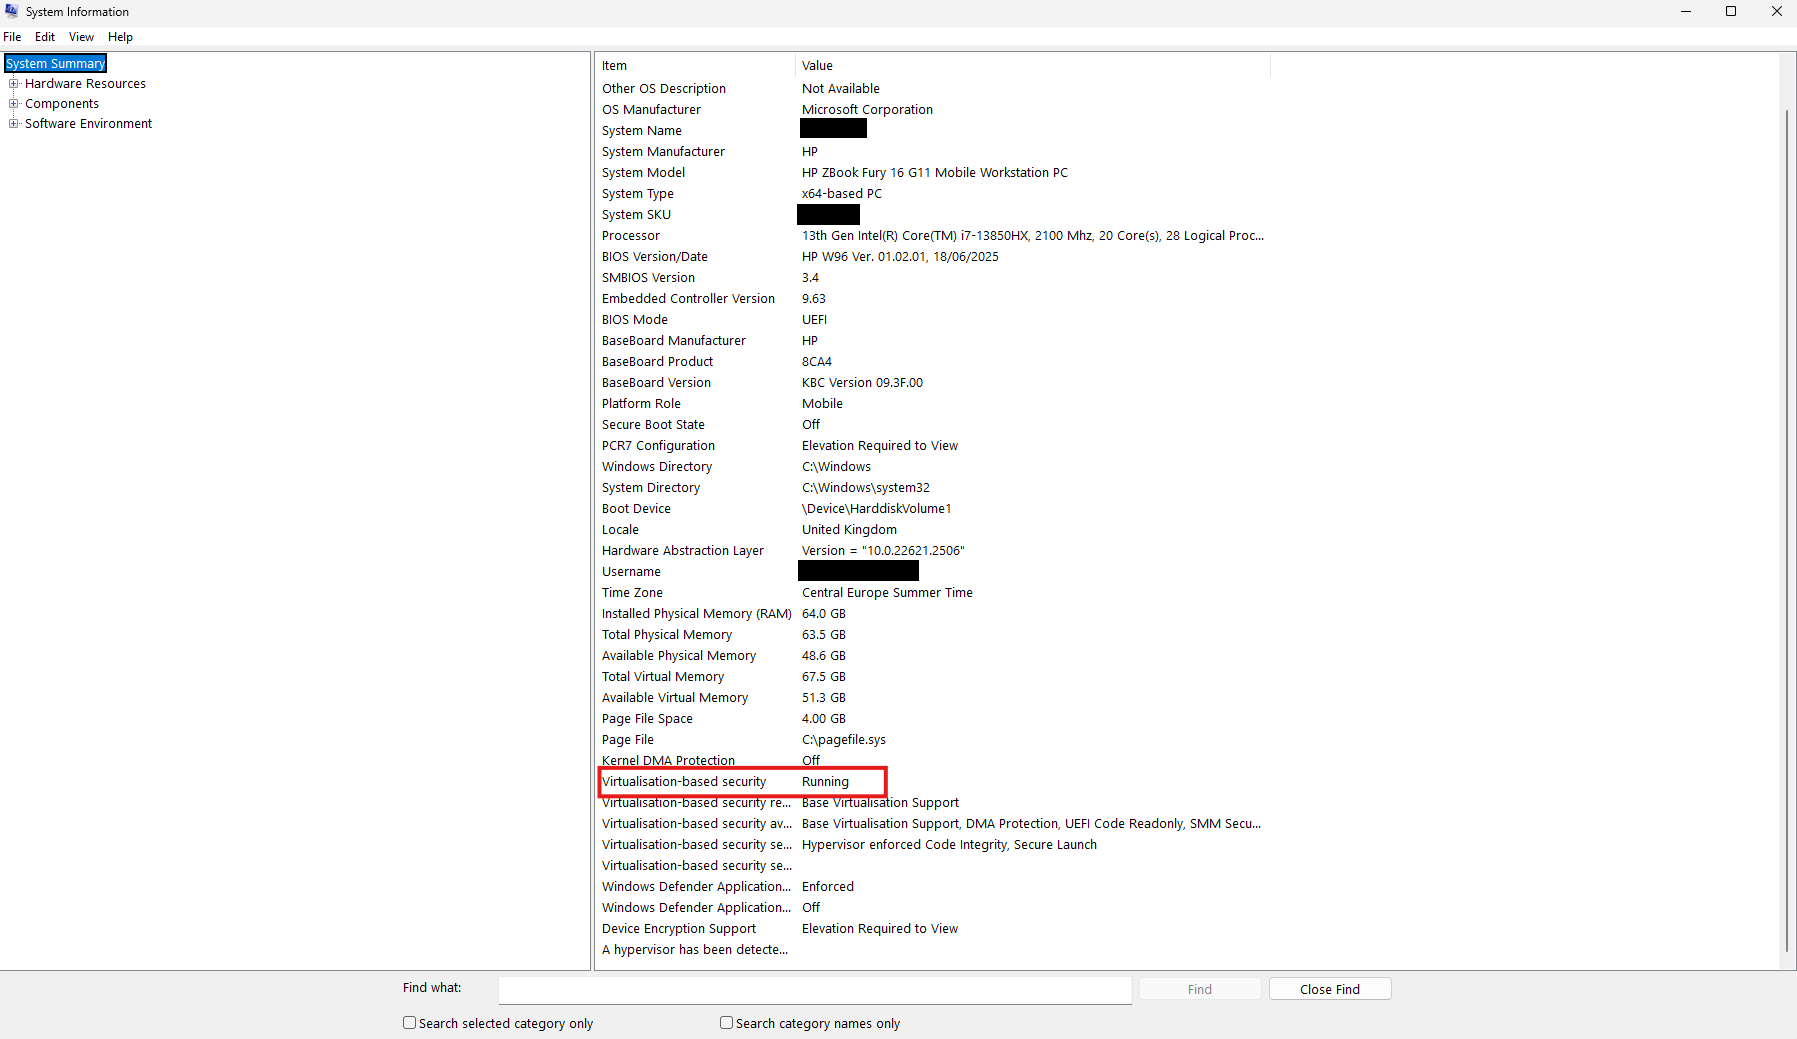 System Information
File Edit View Help
System Summary
Hardware Resources
Components
Software Environment
Item Value
Other OS Description Not Available
OS Manufacturer Microsoft Corporation
System Name
System Manufacturer HP
System Model HP ZBook Fury 16 G11 Mobile Workstation PC
System Type x64-based PC
System SKU
Processor 13th Gen Intel(R) Core(TM) i7-13850HX, 2100 Mhz, 20 Core(s), 28 Logical Proc...
BIOS Version/Date HP W96 Ver. 01.02.01, 18/06/2025
SMBIOS Version 3.4
Embedded Controller Version 9.63
BIOS Mode UEFI
BaseBoard Manufacturer HP
BaseBoard Product 8CA4
BaseBoard Version KBC Version 09.3F.00
Platform Role Mobile
Secure Boot State Off
PCR7 Configuration Elevation Required to View
Windows Directory C:\Windows
System Directory C:\Windows\system32
Boot Device \Device\HarddiskVolume1
Locale United Kingdom
Hardware Abstraction Layer Version = "10.0.22621.2506"
Username
Time Zone Central Europe Summer Time
Installed Physical Memory (RAM) 64.0 GB
Total Physical Memory 63.5 GB
Available Physical Memory 48.6 GB
Total Virtual Memory 67.5 GB
Available Virtual Memory 51.3 GB
Page File Space 4.00 GB
Page File C:\pagefile.sys
Kernel DMA Protection Off
Virtualisation-based security Running
Virtualisation-based security re... Base Virtualisation Support
Virtualisation-based security av... Base Virtualisation Support, DMA Protection, UEFI Code Readonly, SMM Secu...
Virtualisation-based security se... Hypervisor enforced Code Integrity, Secure Launch
Virtualisation-based security se...
Windows Defender Application... Enforced
Windows Defender Application... Off
Device Encryption Support Elevation Required to View
A hypervisor has been detecte...
Find what: Find Close Find
Search selected category only Search category names only